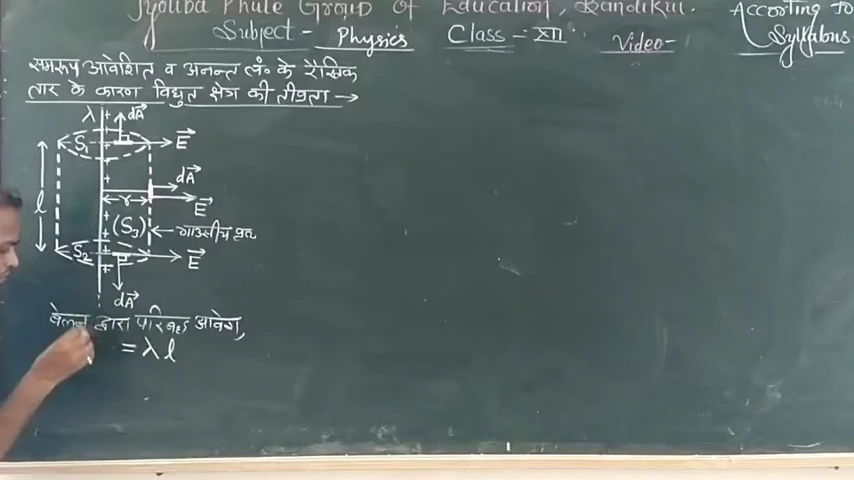 Jyotiba Phule Group of Education, Kandikui.
According to Syllabus
Subject - Physics Class - XII Video-
समरूप आवेशित व अनन्त लं० के रैखिक
तार के कारण विद्युत क्षेत्र की तीव्रता →
λ dA⃗
S₁ E⃗
dA⃗
l r E⃗
(S₃) गाउसीय पृष्ठ
S₂ E⃗
dA⃗
बेलन द्वारा परिबद्ध आवेश,
= λ l